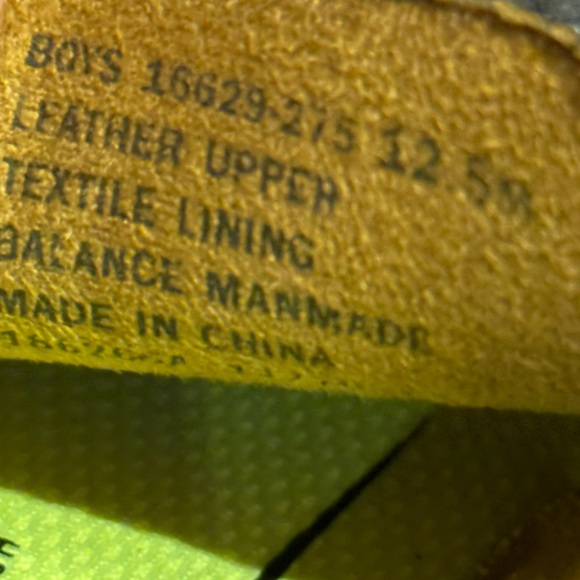 BOYS 16629-275 12.5M
LEATHER UPPER
TEXTILE LINING
BALANCE MANMADE
MADE IN CHINA